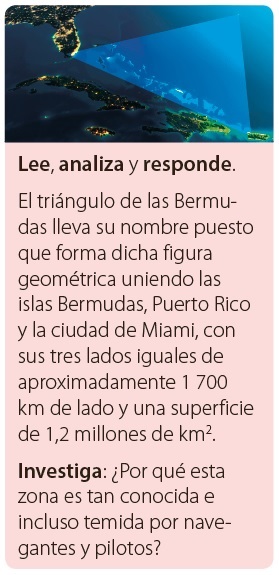 Lee, analiza y responde.
El triángulo de las Bermu-
das lleva su nombre puesto
que forma dicha figura
geométrica uniendo las
islas Bermudas, Puerto Rico
y la ciudad de Miami, con
sus tres lados iguales de
aproximadamente 1 700
km de lado y una superficie
de 1,2 millones de km².
Investiga: ¿Por qué esta
zona es tan conocida e
incluso temida por nave-
gantes y pilotos?